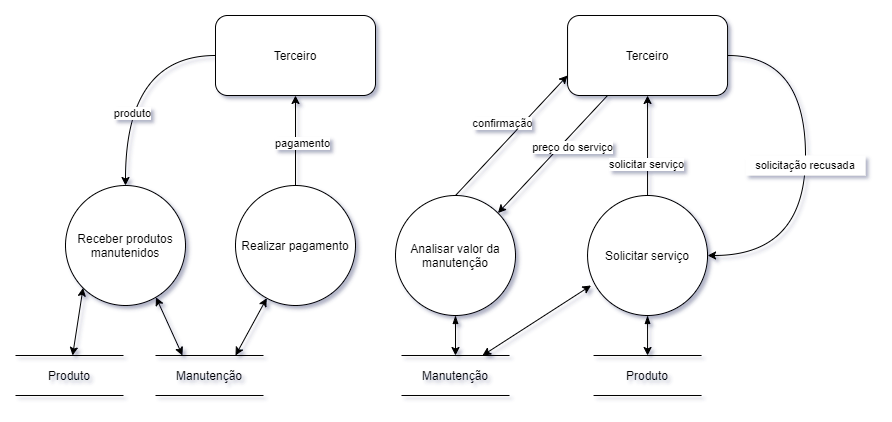 Terceiro
Terceiro
produto
pagamento
confirmação
preço do serviço
solicitar serviço
solicitação recusada
Receber produtos
manutenidos
Realizar pagamento
Analisar valor da
manutenção
Solicitar serviço
Produto
Manutenção
Manutenção
Produto